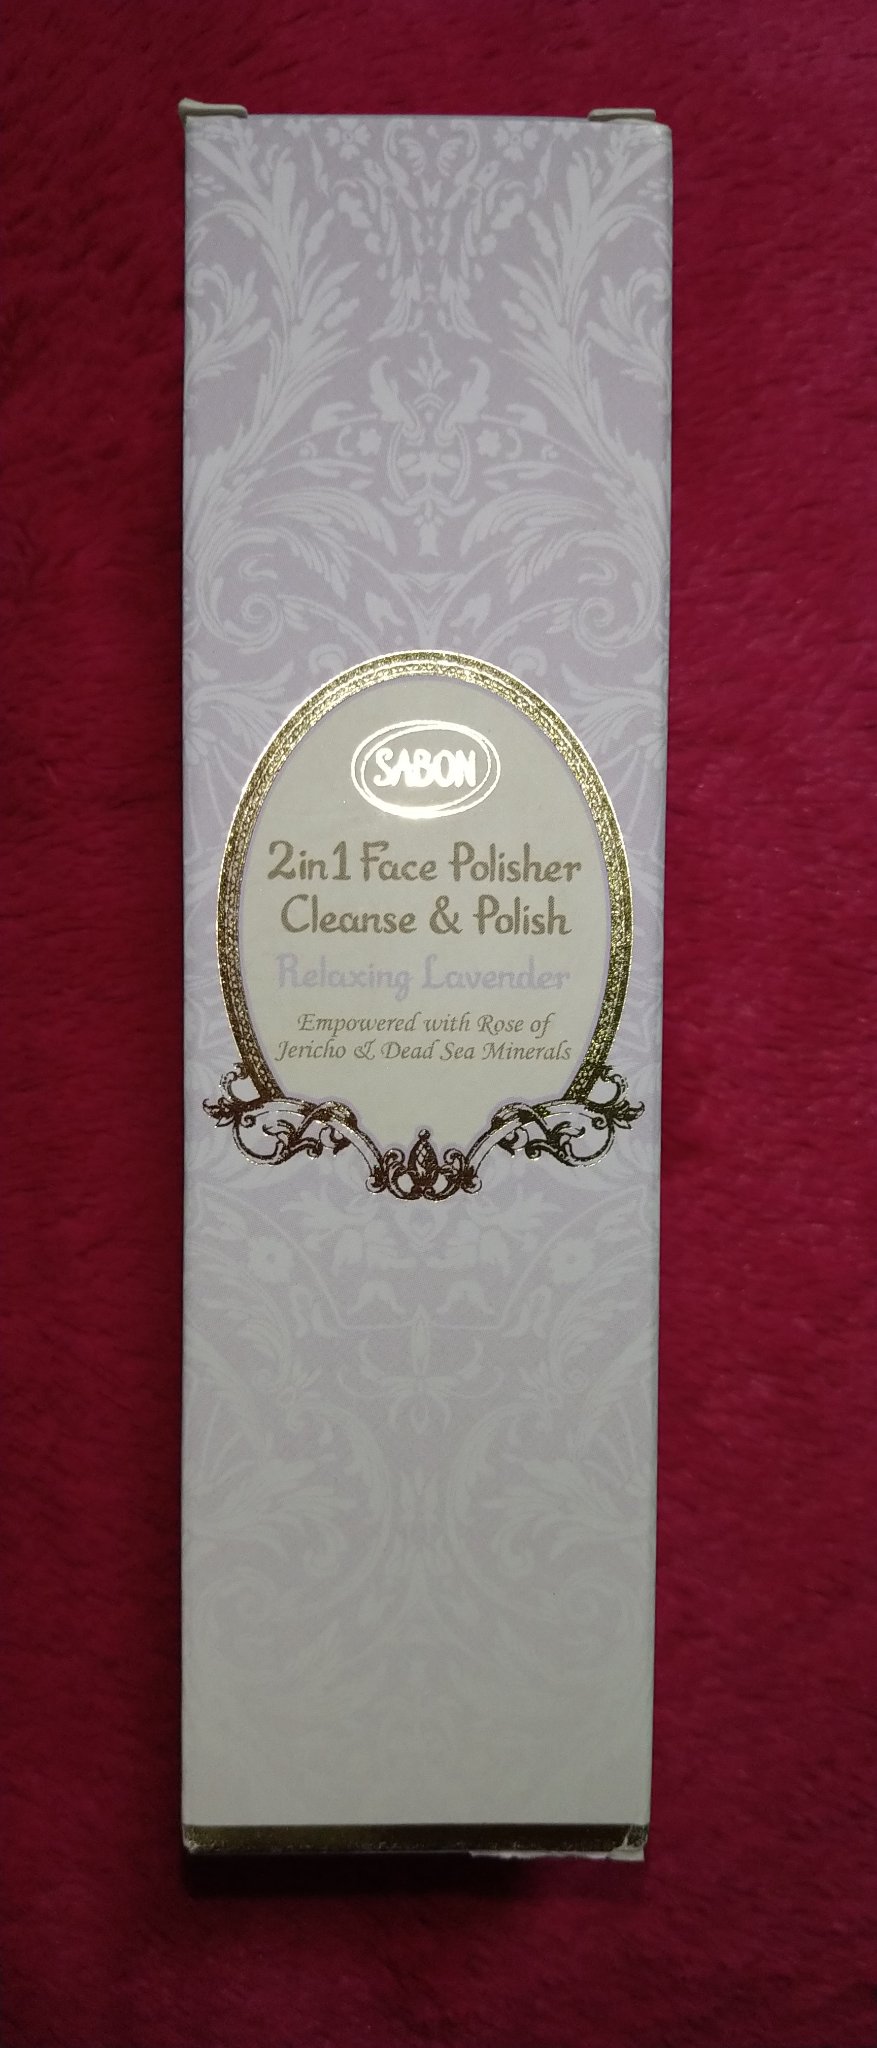 SABON
2in1 Face Polisher
Cleanse & Polish
Relaxing Lavender
Empowered with Rose of
Jericho & Dead Sea Minerals